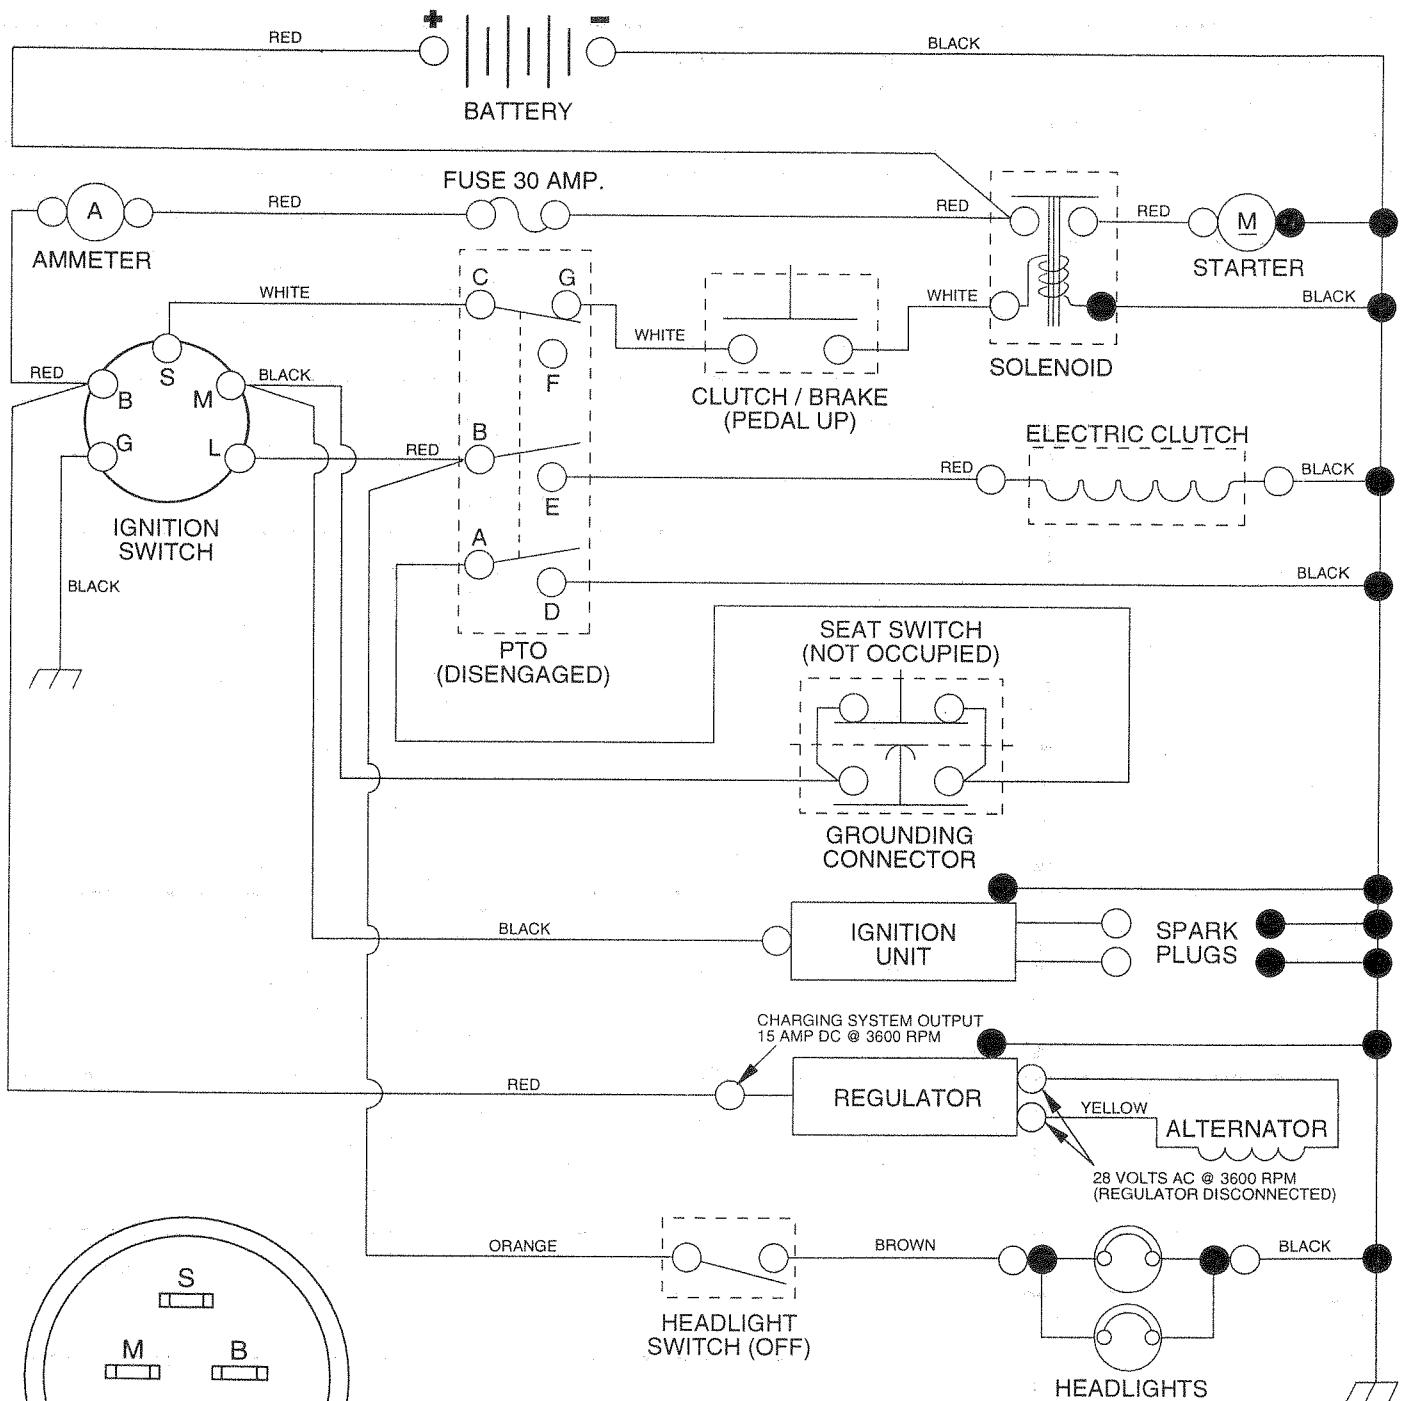 +
−
RED
BLACK
BATTERY
FUSE 30 AMP.
A
RED
RED
RED
M
AMMETER
STARTER
C
G
WHITE
WHITE
BLACK
WHITE
SOLENOID
S
RED
BLACK
F
B
M
CLUTCH / BRAKE
(PEDAL UP)
G
L
RED
B
ELECTRIC CLUTCH
RED
BLACK
E
IGNITION
SWITCH
A
BLACK
BLACK
D
PTO
(DISENGAGED)
SEAT SWITCH
(NOT OCCUPIED)
GROUNDING
CONNECTOR
BLACK
IGNITION
UNIT
SPARK
PLUGS
CHARGING SYSTEM OUTPUT
15 AMP DC @ 3600 RPM
RED
REGULATOR
YELLOW
ALTERNATOR
28 VOLTS AC @ 3600 RPM
(REGULATOR DISCONNECTED)
ORANGE
BROWN
BLACK
HEADLIGHT
SWITCH (OFF)
HEADLIGHTS
S
M
B